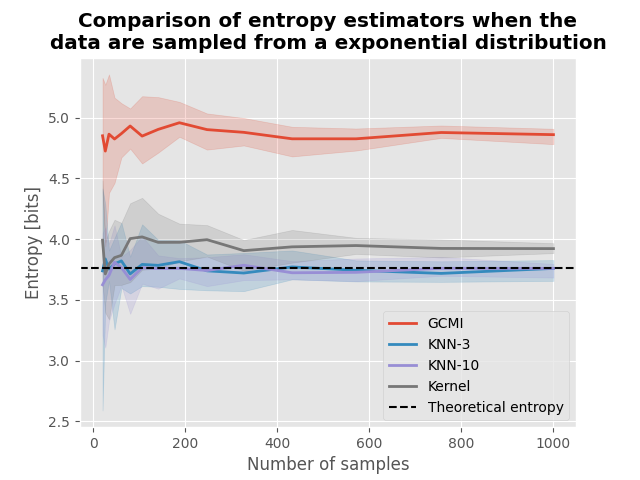 Comparison of entropy estimators when the
data are sampled from a exponential distribution
Entropy [bits]
5.0
4.5
4.0
3.5
3.0
2.5
0
200
400
600
800
1000
Number of samples
GCMI
KNN-3
KNN-10
Kernel
Theoretical entropy